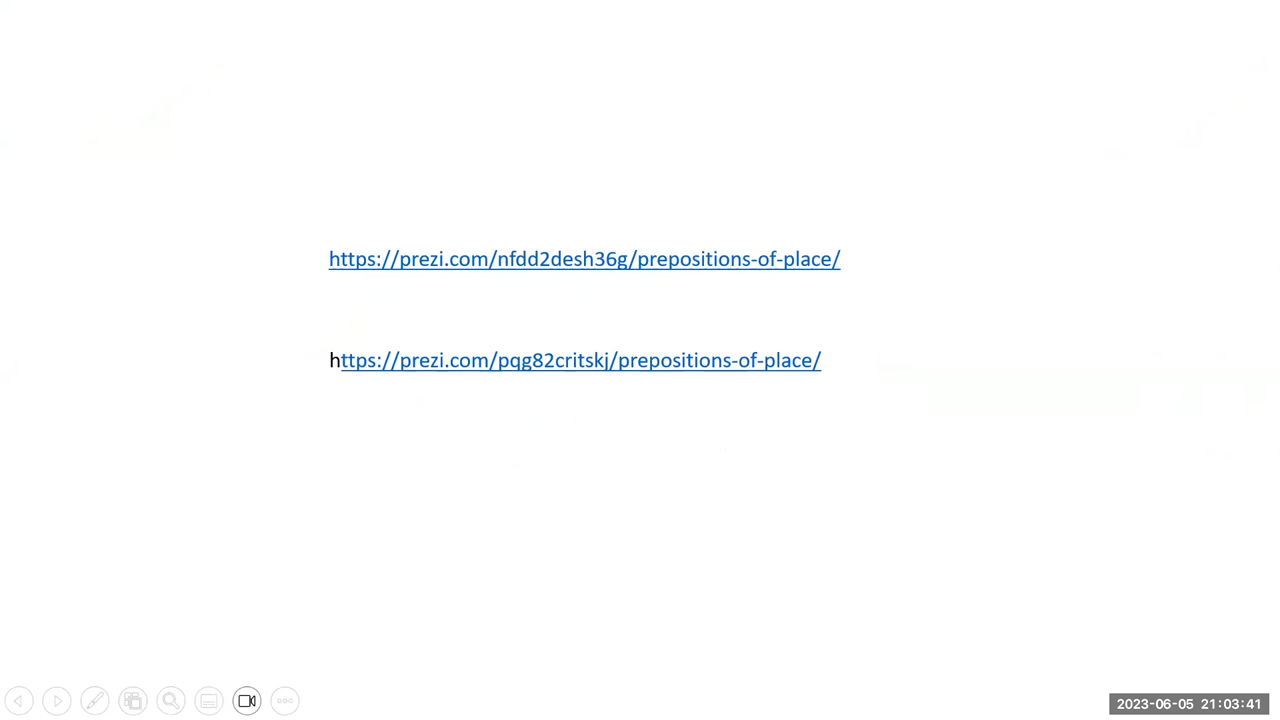 https://prezi.com/nfdd2desh36g/prepositions-of-place/
https://prezi.com/pqg82critskj/prepositions-of-place/
2023-06-05 21:03:41